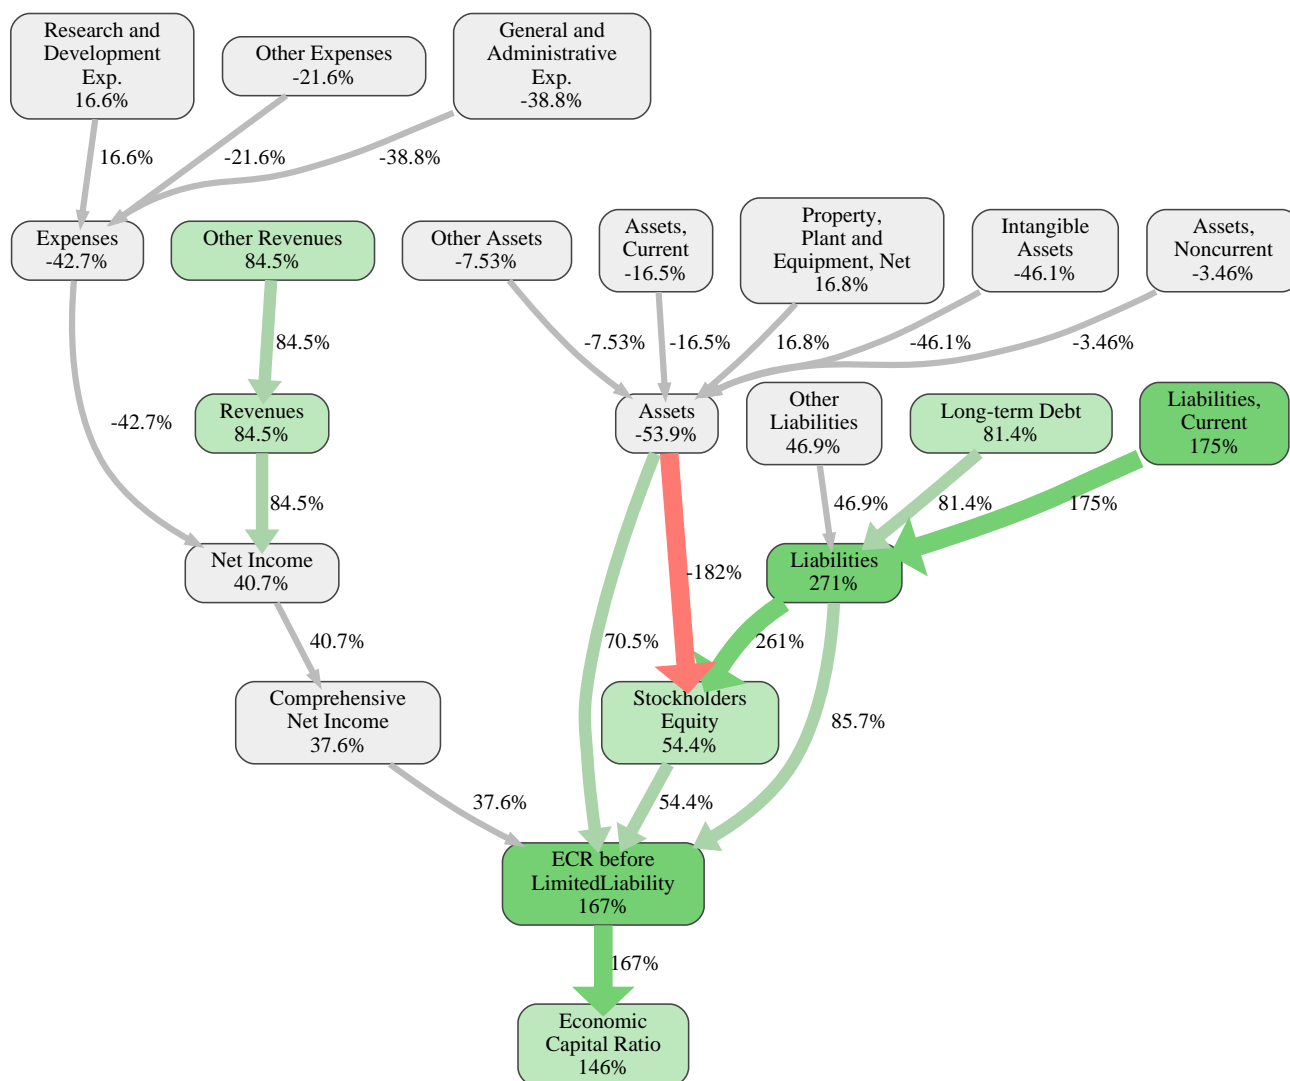 Research and
Development
Exp.
16.6%
Other Expenses
-21.6%
General and
Administrative
Exp.
-38.8%
16.6%
-21.6%
-38.8%
Expenses
-42.7%
Other Revenues
84.5%
Other Assets
-7.53%
Assets,
Current
-16.5%
Property,
Plant and
Equipment, Net
16.8%
Intangible
Assets
-46.1%
Assets,
Noncurrent
-3.46%
84.5%
-7.53%
-16.5%
16.8%
-46.1%
-3.46%
-42.7%
Revenues
84.5%
Assets
-53.9%
Other
Liabilities
46.9%
Long-term Debt
81.4%
Liabilities,
Current
175%
84.5%
46.9%
81.4%
175%
Net Income
40.7%
-182%
Liabilities
271%
40.7%
70.5%
261%
Comprehensive
Net Income
37.6%
Stockholders
Equity
54.4%
85.7%
37.6%
54.4%
ECR before
LimitedLiability
167%
167%
Economic
Capital Ratio
146%